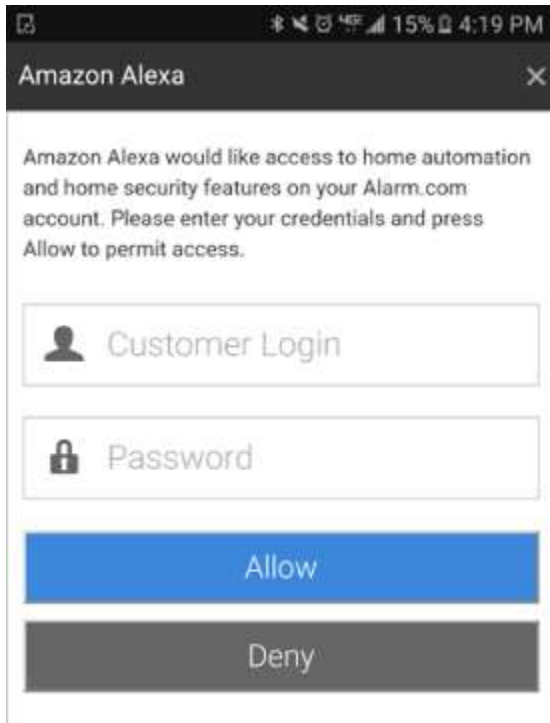 4GE 15% 4:19 PM
Amazon Alexa
Amazon Alexa would like access to home automation
and home security features on your Alarm.com
account. Please enter your credentials and press
Allow to permit access.
Customer Login
Password
Allow
Deny